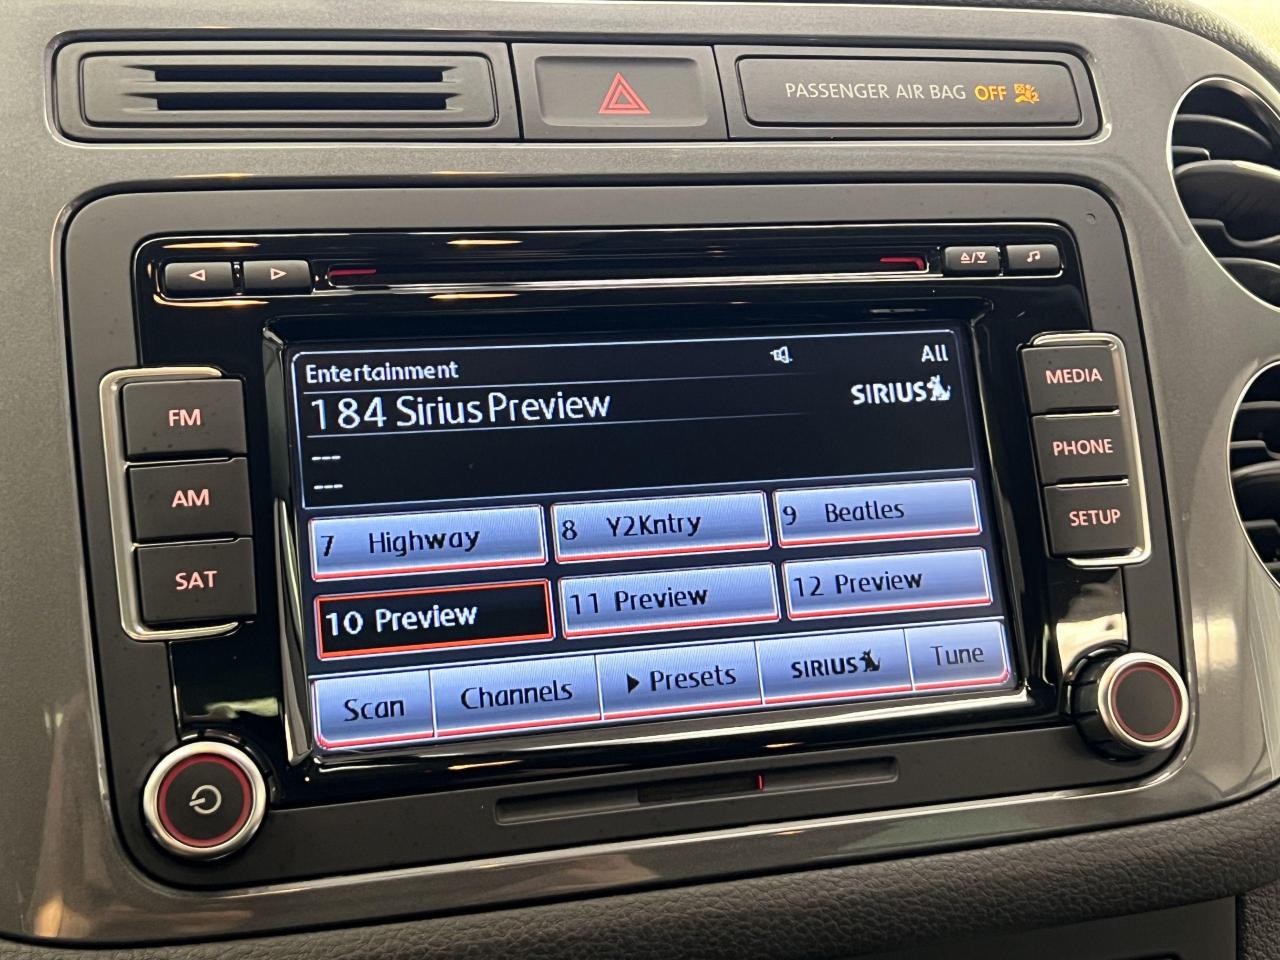 PASSENGER AIR BAG OFF
Entertainment All
184 Sirius Preview SIRIUS
---
---
7 Highway 8 Y2Kntry 9 Beatles
10 Preview 11 Preview 12 Preview
Scan Channels Presets SIRIUS Tune
FM
AM
SAT
MEDIA
PHONE
SETUP